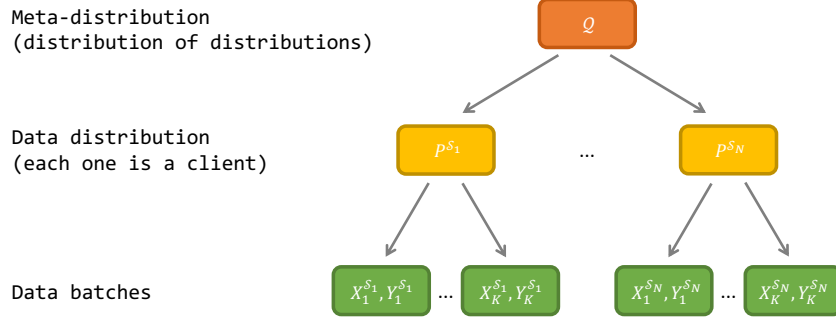 Meta-distribution
(distribution of distributions)
𝒬
Data distribution
(each one is a client)
P^{𝒮_1} ... P^{𝒮_N}
Data batches
X_1^{𝒮_1}, Y_1^{𝒮_1} ... X_K^{𝒮_1}, Y_K^{𝒮_1} X_1^{𝒮_N}, Y_1^{𝒮_N} ... X_K^{𝒮_N}, Y_K^{𝒮_N}